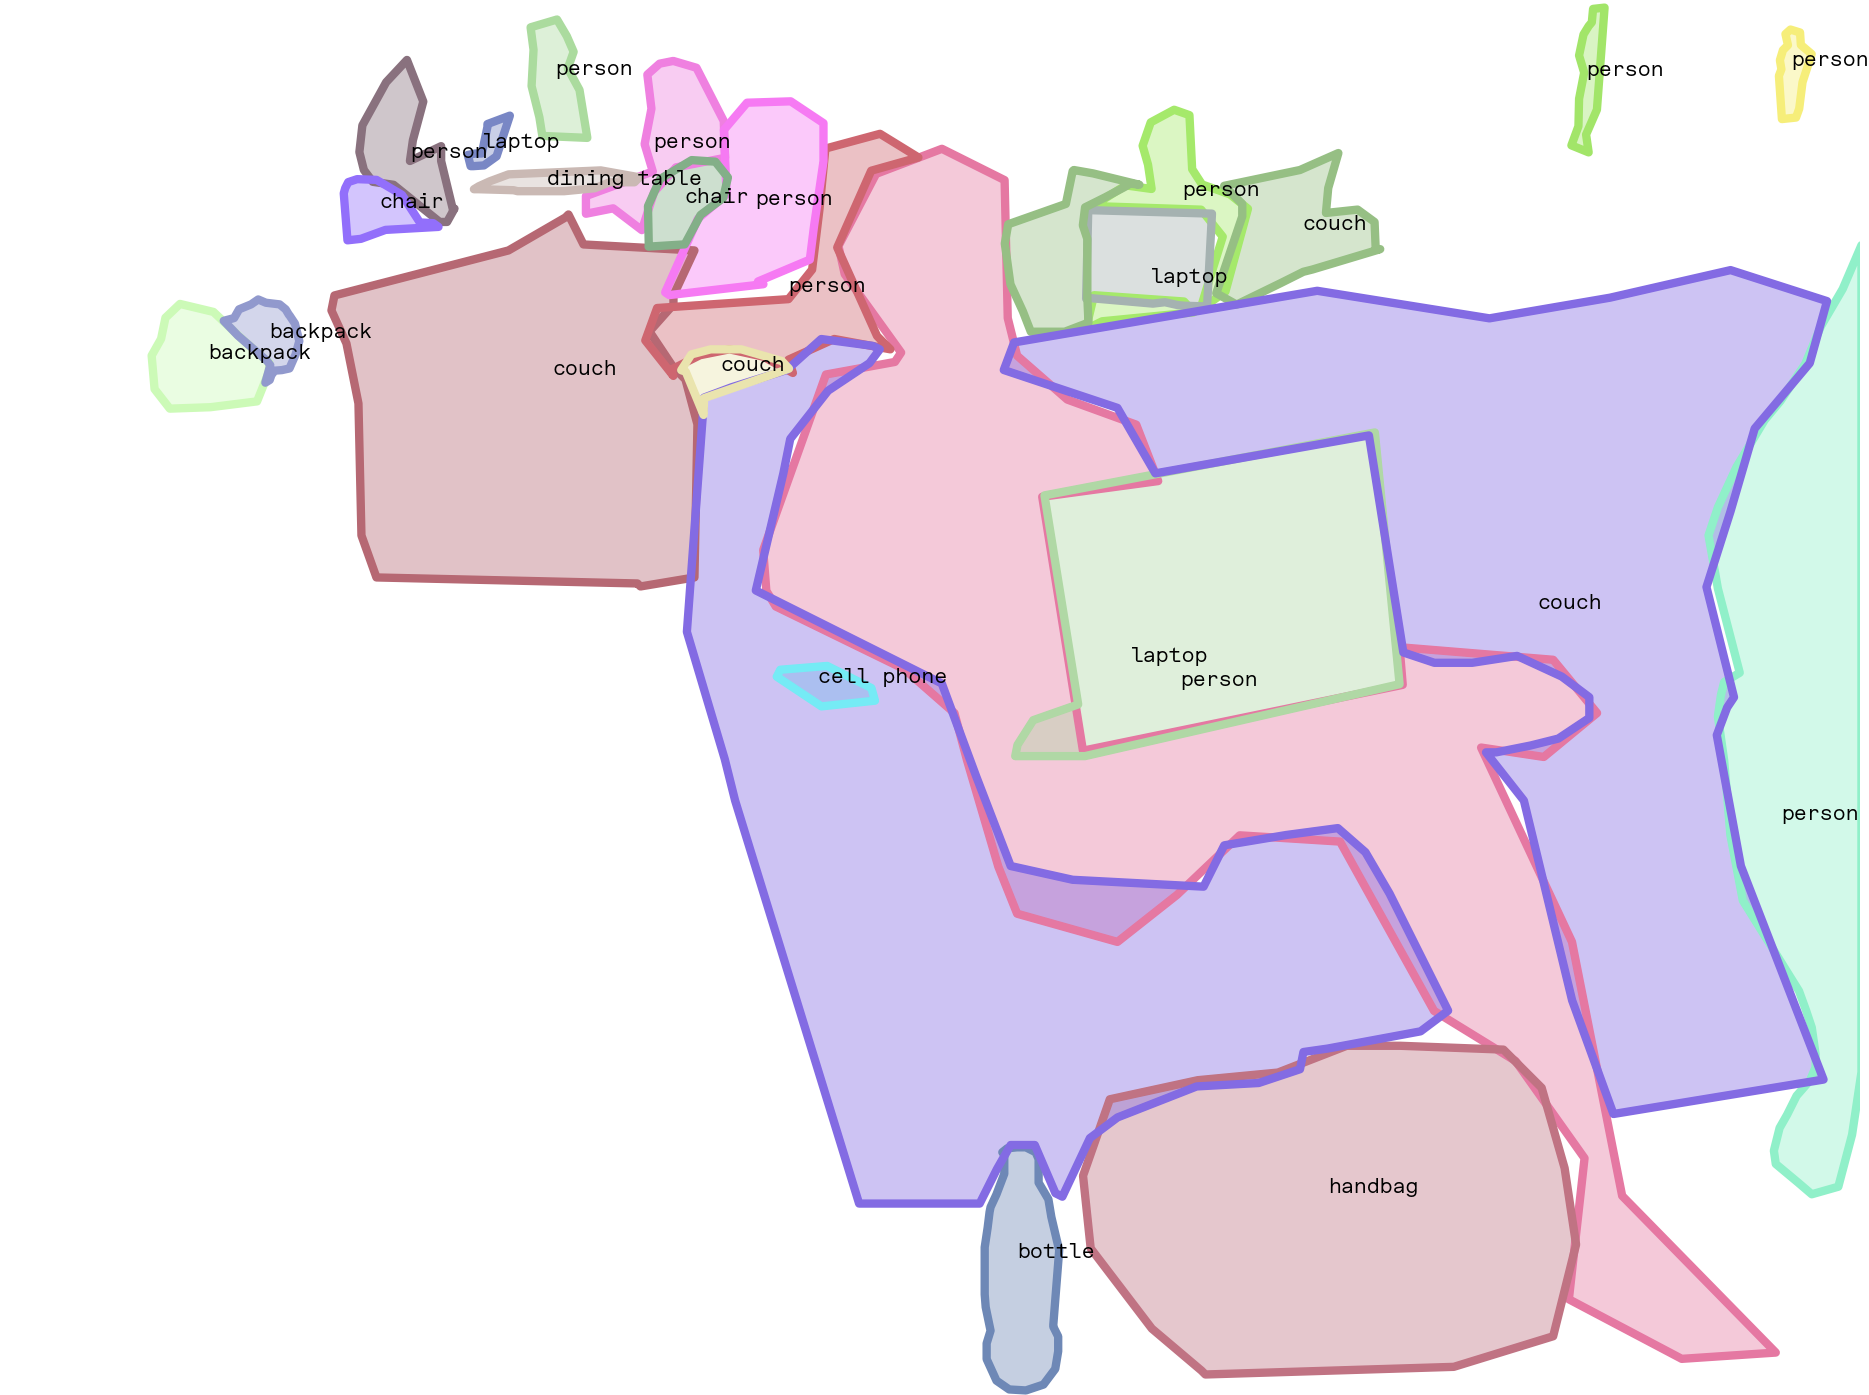 person
person
person
person
laptop
person
dining table
chair
person
chair
person
couch
laptop
person
backpack
backpack
couch
couch
couch
laptop
cell phone
person
person
handbag
bottle